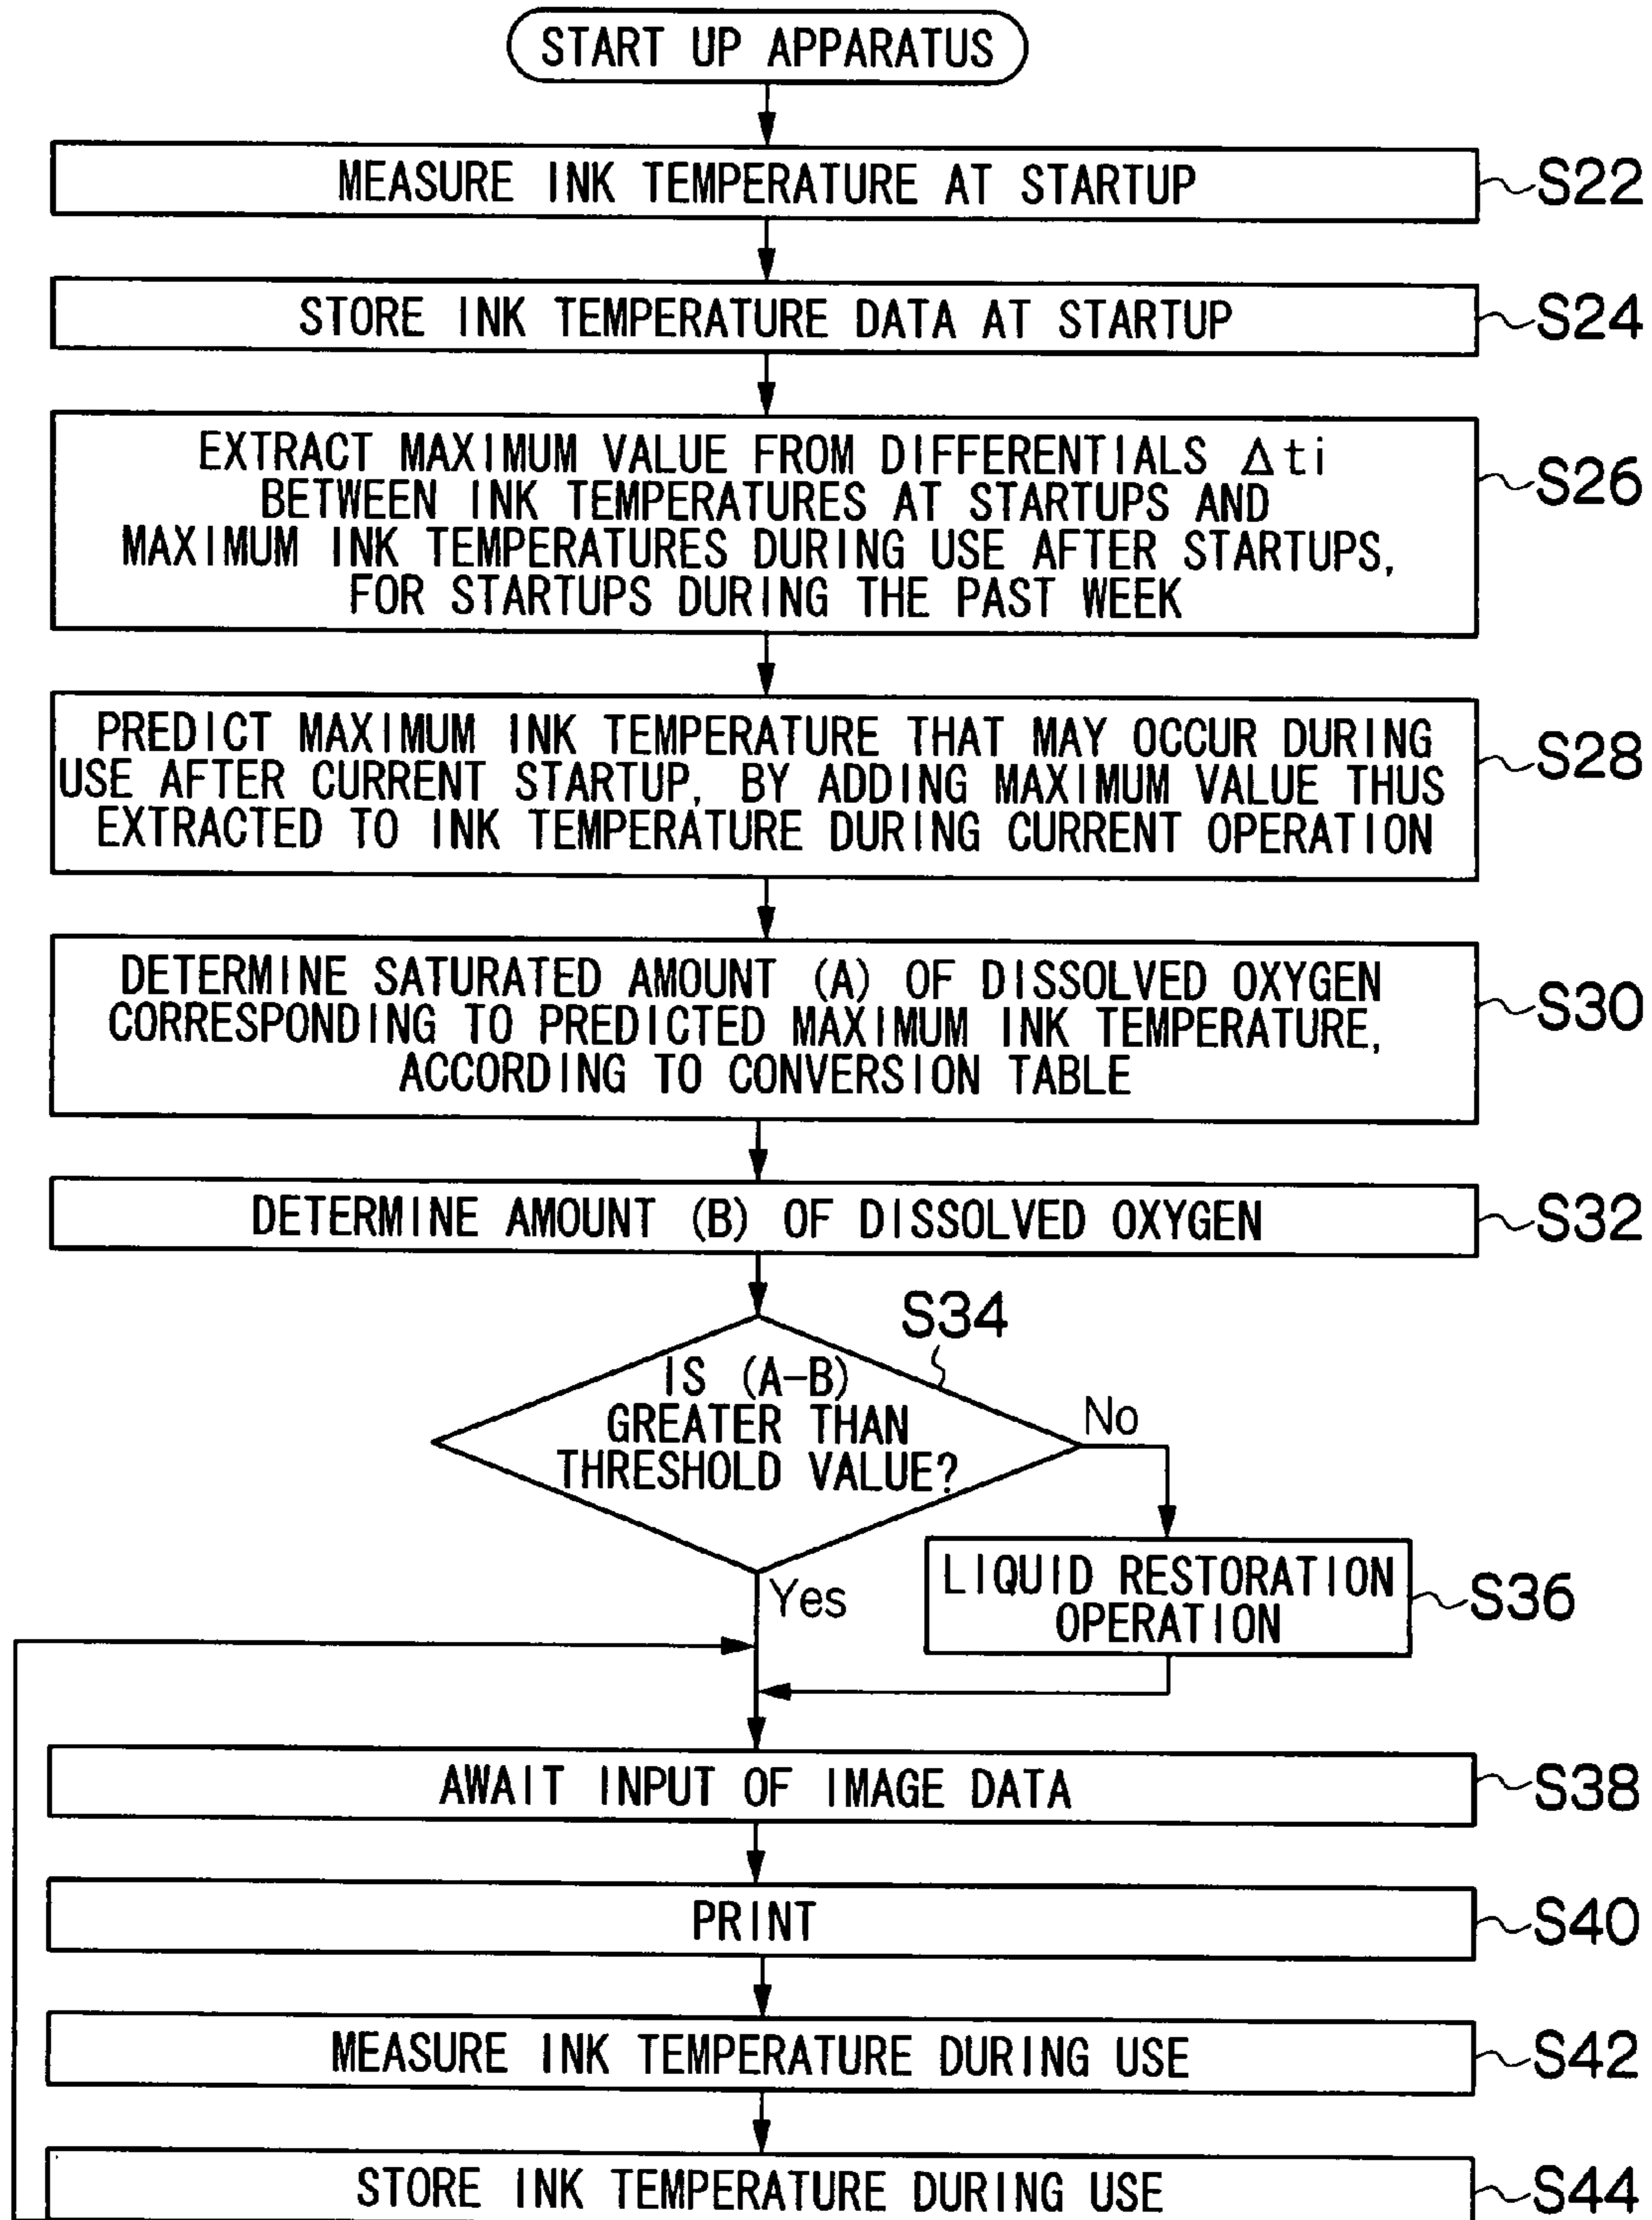 START UP APPARATUS
MEASURE INK TEMPERATURE AT STARTUP
S22
STORE INK TEMPERATURE DATA AT STARTUP
S24
EXTRACT MAXIMUM VALUE FROM DIFFERENTIALS Δti
BETWEEN INK TEMPERATURES AT STARTUPS AND
MAXIMUM INK TEMPERATURES DURING USE AFTER STARTUPS,
FOR STARTUPS DURING THE PAST WEEK
S26
PREDICT MAXIMUM INK TEMPERATURE THAT MAY OCCUR DURING
USE AFTER CURRENT STARTUP, BY ADDING MAXIMUM VALUE THUS
EXTRACTED TO INK TEMPERATURE DURING CURRENT OPERATION
S28
DETERMINE SATURATED AMOUNT (A) OF DISSOLVED OXYGEN
CORRESPONDING TO PREDICTED MAXIMUM INK TEMPERATURE,
ACCORDING TO CONVERSION TABLE
S30
DETERMINE AMOUNT (B) OF DISSOLVED OXYGEN
S32
S34
IS (A-B)
GREATER THAN
THRESHOLD VALUE?
No
Yes
LIQUID RESTORATION
OPERATION
S36
AWAIT INPUT OF IMAGE DATA
S38
PRINT
S40
MEASURE INK TEMPERATURE DURING USE
S42
STORE INK TEMPERATURE DURING USE
S44